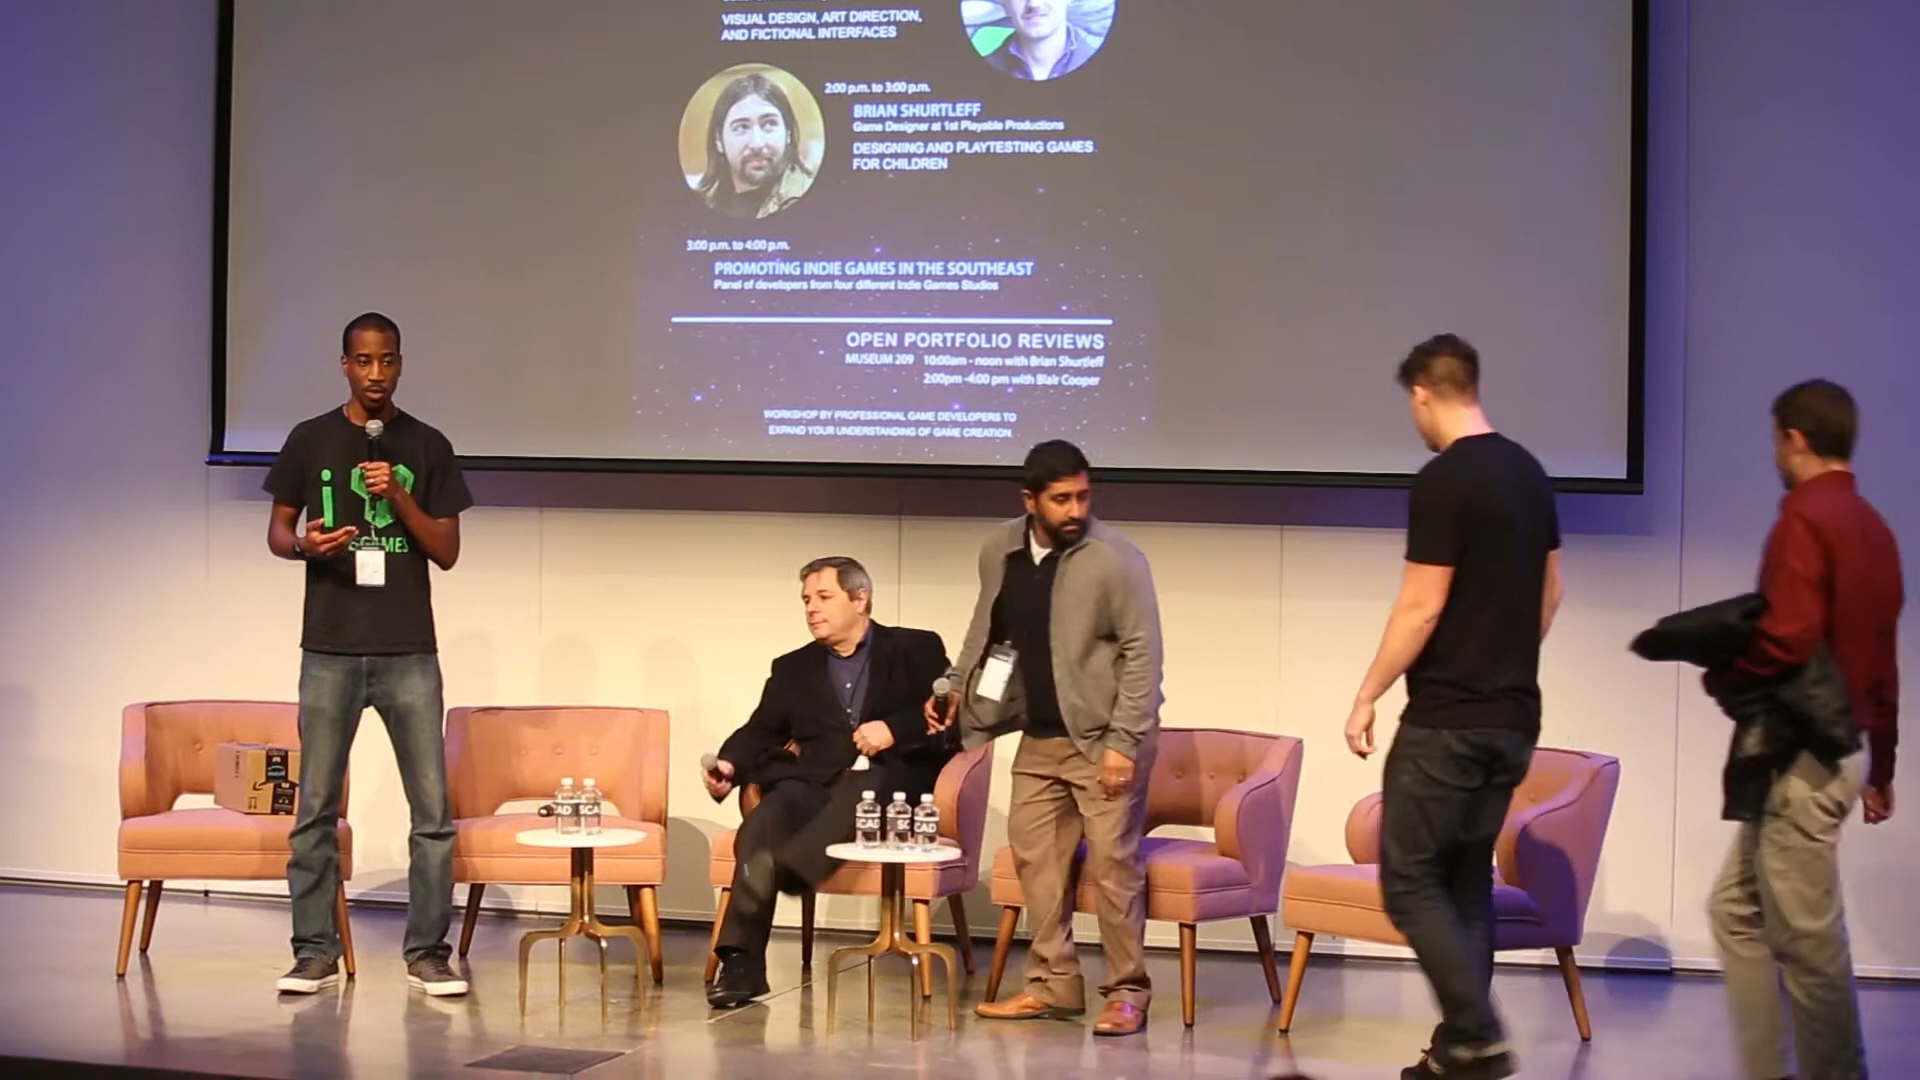 VISUAL DESIGN, ART DIRECTION,
AND FICTIONAL INTERFACES
2:00 p.m. to 3:00 p.m.
BRIAN SHURTLEFF
Game Designer at 1st Playable Productions
DESIGNING AND PLAYTESTING GAMES
FOR CHILDREN
3:00 p.m. to 4:00 p.m.
PROMOTING INDIE GAMES IN THE SOUTHEAST
Panel of developers from four different Indie Games Studios
OPEN PORTFOLIO REVIEWS
MUSEUM 209 10:00am - noon with Brian Shurtleff
2:00pm -4:00 pm with Blair Cooper
WORKSHOP BY PROFESSIONAL GAME DEVELOPERS TO
EXPAND YOUR UNDERSTANDING OF GAME CREATION.
i
GAMES
CAD SCA
SCAD SC CAD